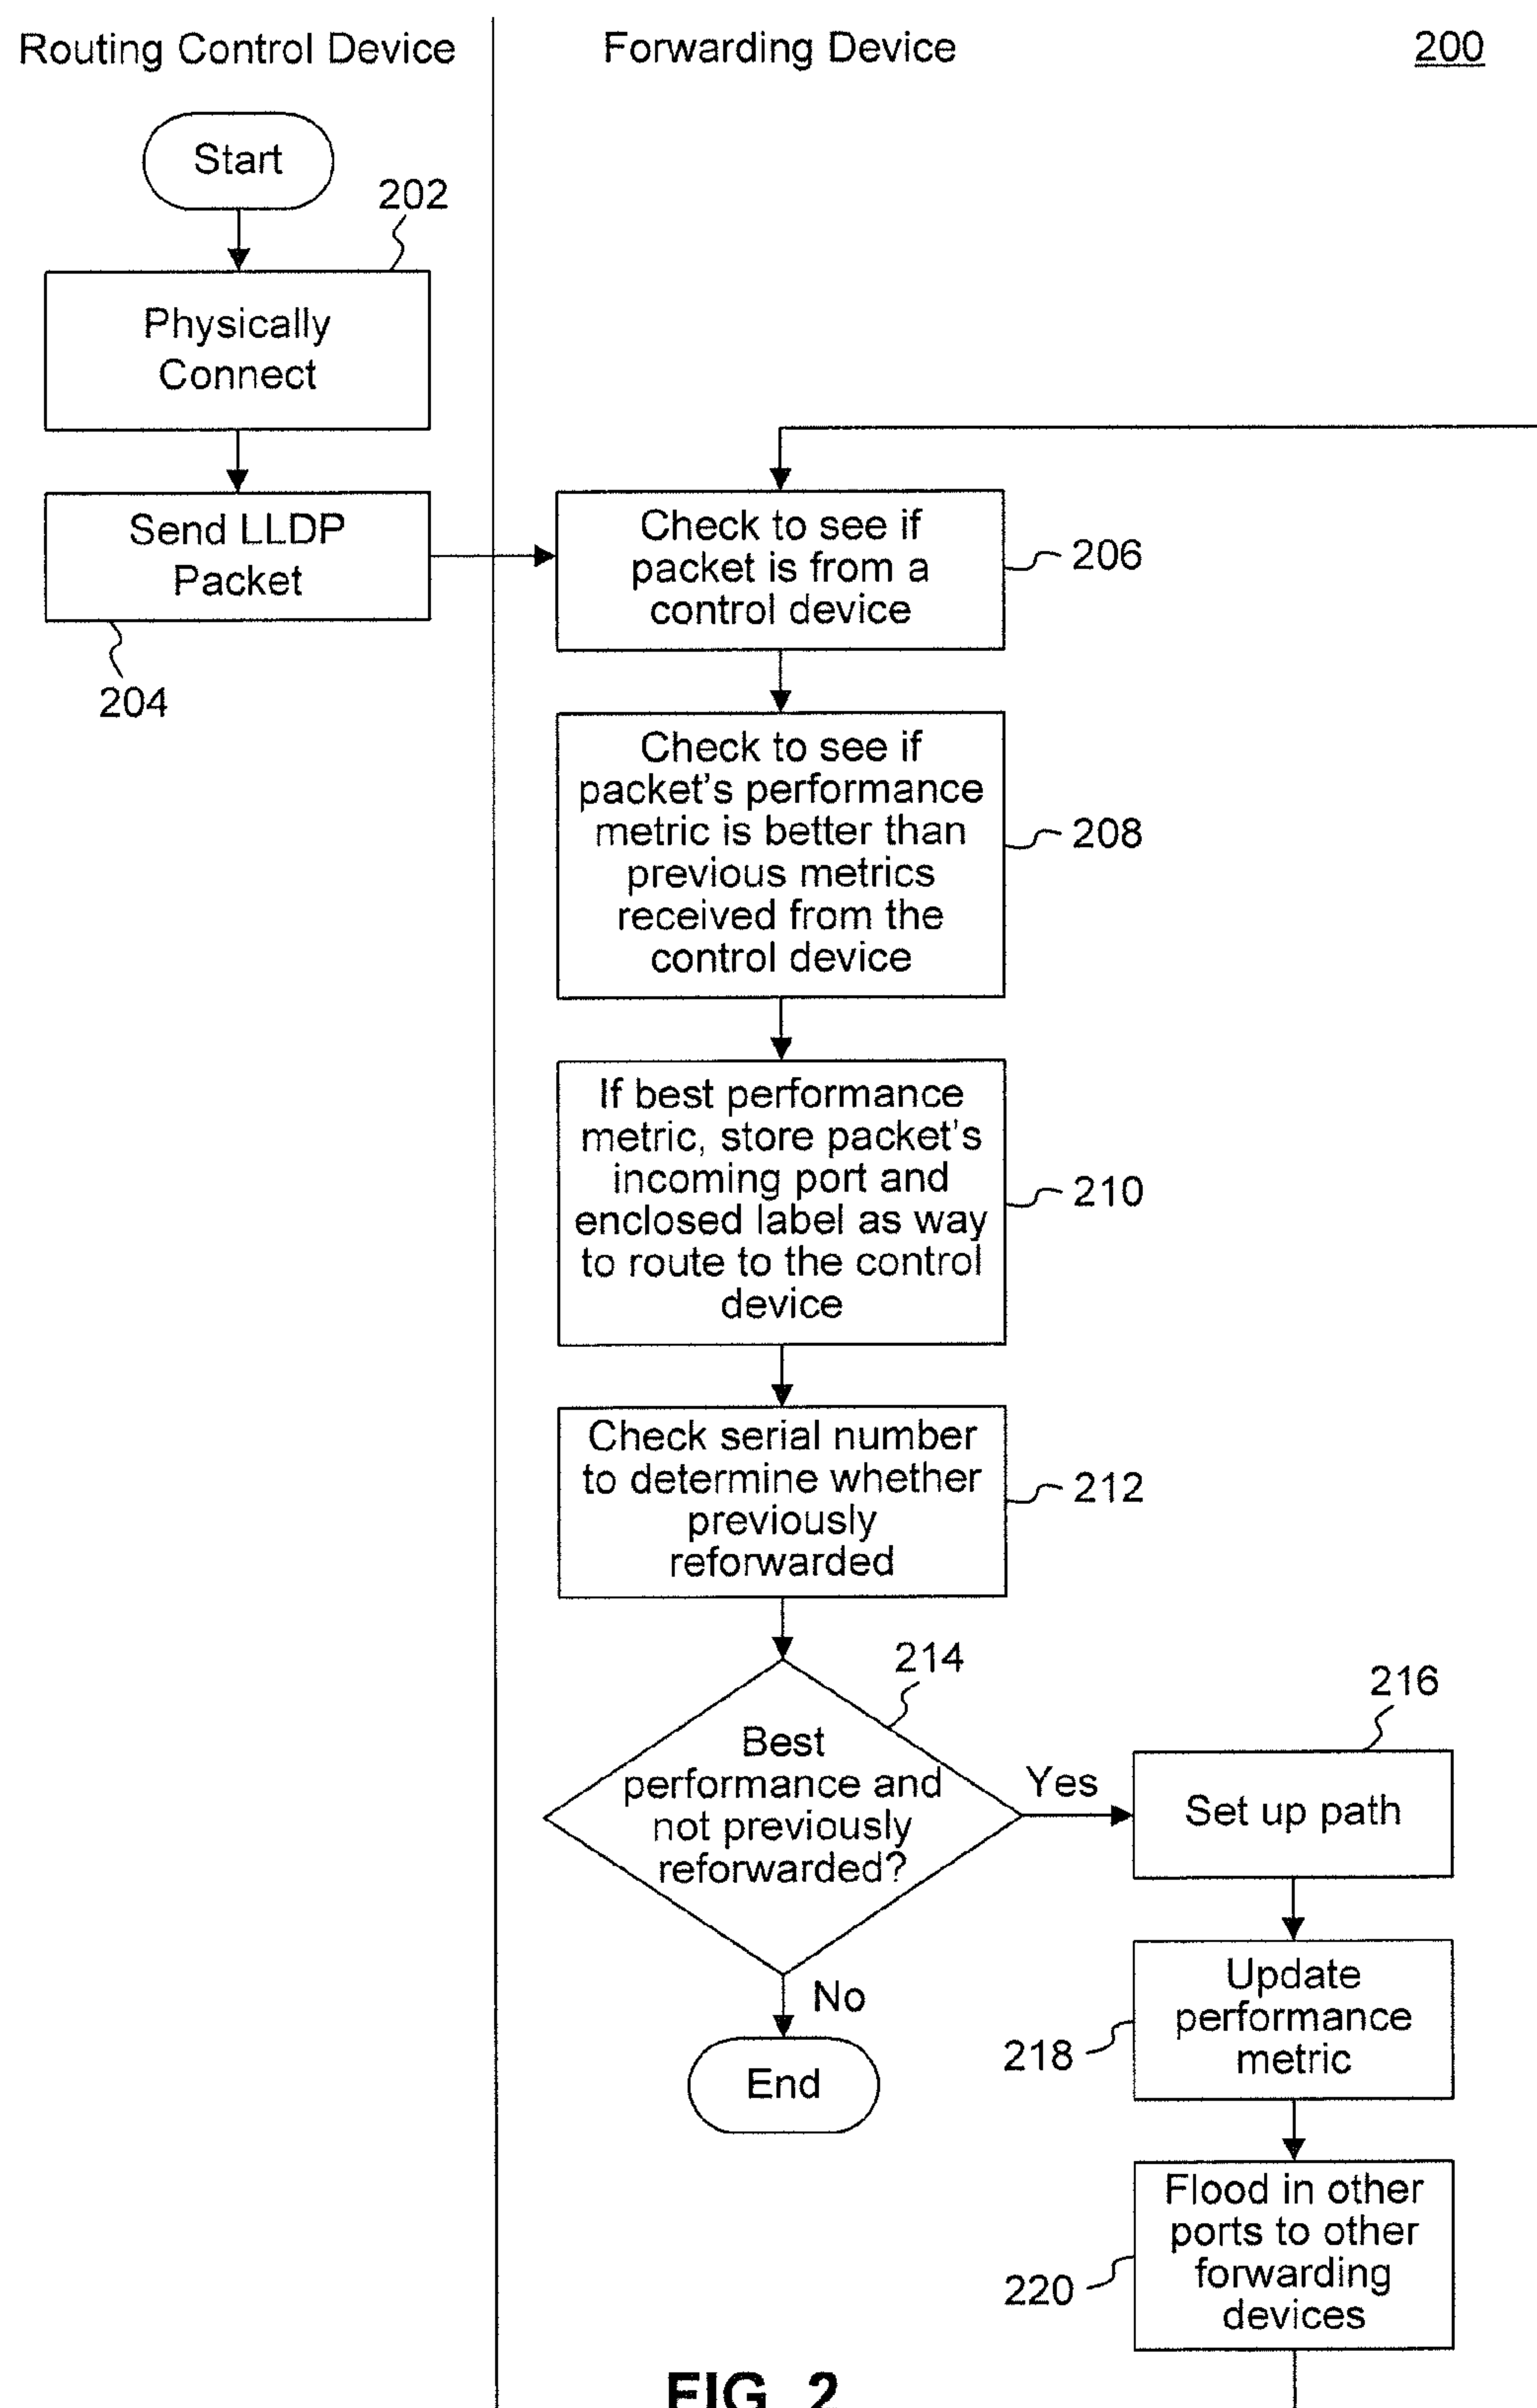 Routing Control Device
Forwarding Device
200
Start
202
Physically
Connect
Send LLDP
Packet
204
Check to see if
packet is from a
control device
206
Check to see if
packet's performance
metric is better than
previous metrics
received from the
control device
208
If best performance
metric, store packet's
incoming port and
enclosed label as way
to route to the control
device
210
Check serial number
to determine whether
previously
reforwarded
212
214
Best
performance and
not previously
reforwarded?
Yes
216
Set up path
No
End
Update
performance
metric
218
Flood in other
ports to other
forwarding
devices
220
FIG. 2